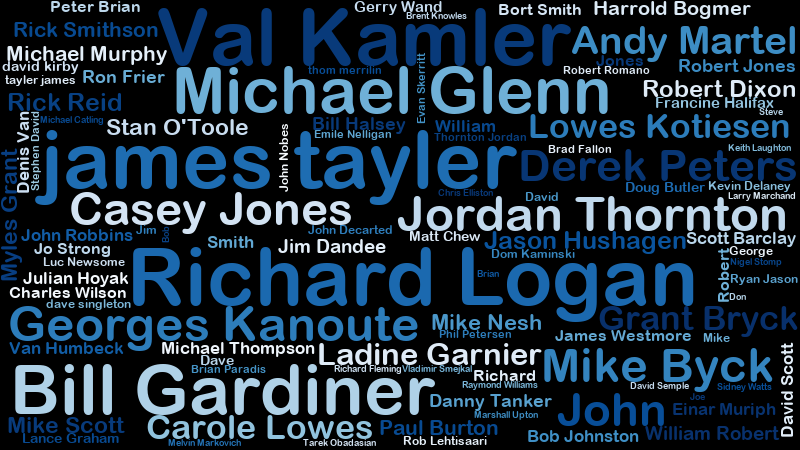 Peter Brian
Gerry Wand
Brent Knowles
Bort Smith
Harrold Bogmer
Rick Smithson
Val Kamler
Andy Martel
Michael Murphy
david kirby
tayler james
Ron Frier
thom merrilin
Evan Skerritt
Robert Romano
Jones
Robert Jones
Michael Glenn
Robert Dixon
Rick Reid
Francine Halifax
Michael Catling
Stephen David
Denis Van
Stan O'Toole
Bill Halsey
Emile Nelligan
William
Thornton Jordan
Lowes Kotiesen
Steve
Keith Laughton
Brad Fallon
John Nobes
james tayler
Derek Peters
Myles Grant
Doug Butler
Kevin Delaney
Chris Ellieton
David
Larry Marchand
Casey Jones
Jordan Thornton
John Robbins
Jim
Bob
John Decarted
Matt Chew
Jo Strong
Smith
Jim Dandee
Jason Hushagen
Scott Barclay
Luc Newsome
Dom Kaminski
George
Nigel Stomp
Julian Hoyak
Richard Logan
Brian
Robert
Ryan Jason
Charles Wilson
Don
dave singleton
Georges Kanoute
Mike Nesh
Phil Petersen
Grant Bryck
James Westmore
Mike
Van Humbeck
Michael Thompson
Ladine Garnier
Dave
Brian Paradis
Richard Fleming
Vladimir Smejkal
Richard
Mike Byck
David Scott
Bill Gardiner
Raymond Williams
David Semple
Sidney Watts
Danny Tanker
Joe
John
Einar Muriph
Marshall Upton
Mike Scott
Carole Lowes
Paul Burton
Lance Graham
Melvin Markovich
Tarek Obadasian
Rob Lehtisaari
Bob Johnston
William Robert